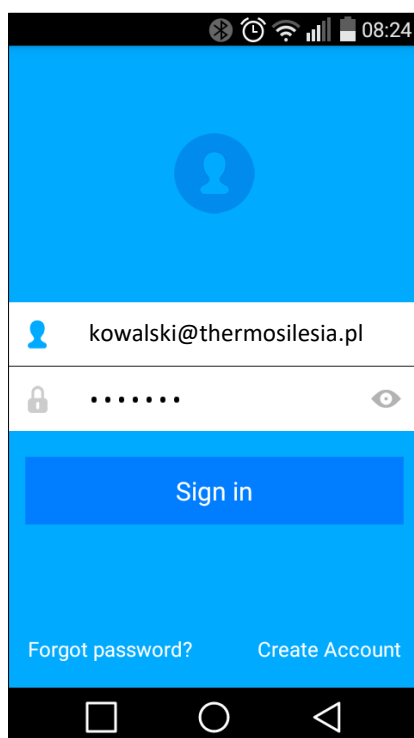 08:24
kowalski@thermosilesia.pl
•••••••
Sign in
Forgot password? Create Account